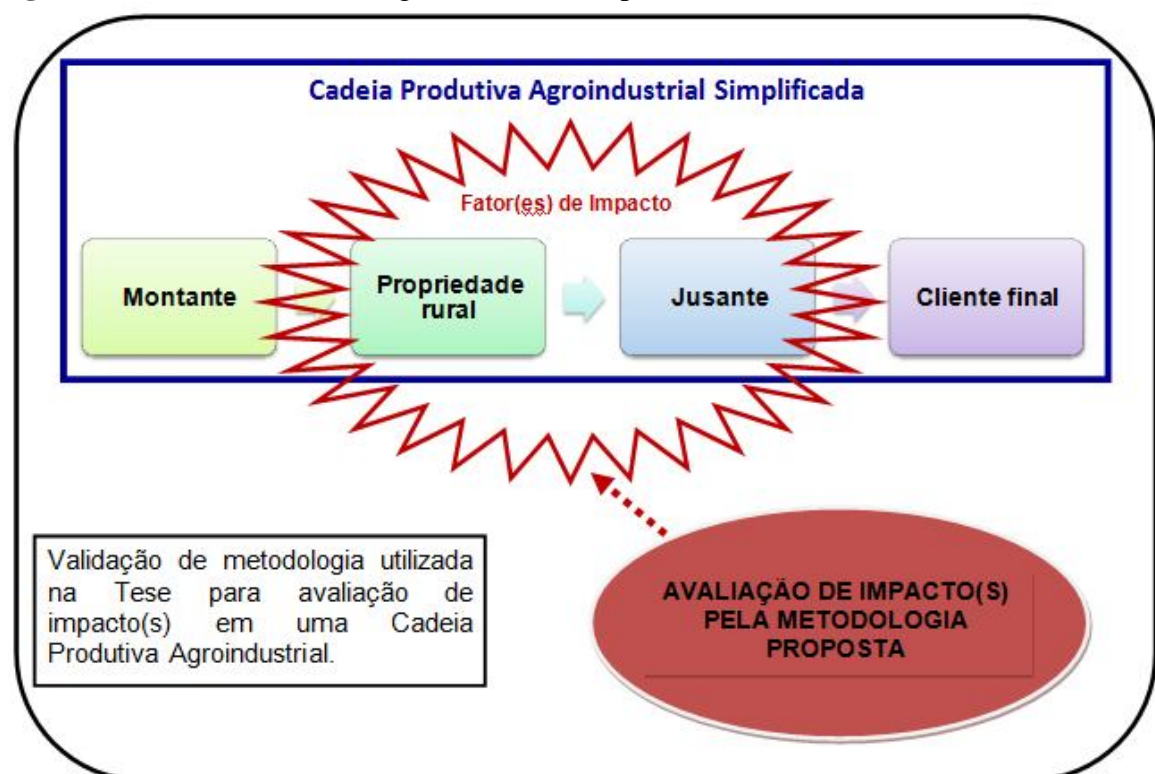 Cadeia Produtiva Agroindustrial Simplificada
Fator(es) de Impacto
Montante
Propriedade
rural
Jusante
Cliente final
Validação de metodologia utilizada
na Tese para avaliação de
impacto(s) em uma Cadeia
Produtiva Agroindustrial.
AVALIAÇÃO DE IMPACTO(S)
PELA METODOLOGIA
PROPOSTA